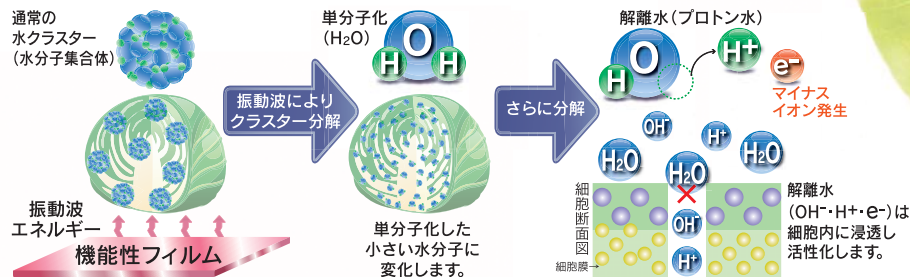 通常の
水クラスター
(水分子集合体)
振動波
エネルギー
機能性フィルム
振動波により
クラスター分解
単分子化
(H₂O)
O
H H
単分子化した
小さい水分子に
変化します。
さらに分解
解離水(プロトン水)
O
H
H⁺
e⁻
マイナス
イオン発生
OH⁻
H⁺
H₂O
H₂O
H₂O
OH⁻
H⁺
細胞断面図
細胞膜→
解離水
(OH⁻・H⁺・e⁻)は
細胞内に浸透し
活性化します。